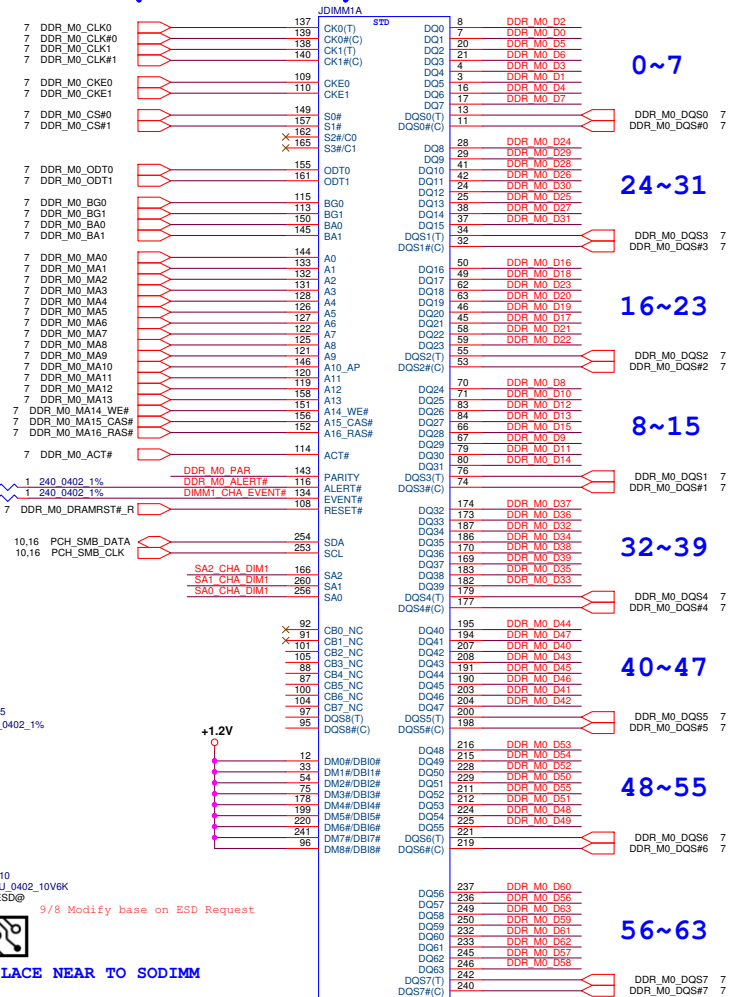 JDIMM1A
STD
7 DDR_M0_CLK0 137 CK0(T)
7 DDR_M0_CLK#0 139 CK0#(C)
7 DDR_M0_CLK1 138 CK1(T)
7 DDR_M0_CLK#1 140 CK1#(C)
7 DDR_M0_CKE0 109 CKE0
7 DDR_M0_CKE1 110 CKE1
7 DDR_M0_CS#0 149 S0#
7 DDR_M0_CS#1 157 S1#
162 S2#/C0
165 S3#/C1
7 DDR_M0_ODT0 155 ODT0
7 DDR_M0_ODT1 161 ODT1
7 DDR_M0_BG0 115 BG0
7 DDR_M0_BG1 113 BG1
7 DDR_M0_BA0 150 BA0
7 DDR_M0_BA1 145 BA1
7 DDR_M0_MA0 144 A0
7 DDR_M0_MA1 133 A1
7 DDR_M0_MA2 132 A2
7 DDR_M0_MA3 131 A3
7 DDR_M0_MA4 128 A4
7 DDR_M0_MA5 126 A5
7 DDR_M0_MA6 127 A6
7 DDR_M0_MA7 122 A7
7 DDR_M0_MA8 125 A8
7 DDR_M0_MA9 121 A9
7 DDR_M0_MA10 146 A10_AP
7 DDR_M0_MA11 120 A11
7 DDR_M0_MA12 119 A12
7 DDR_M0_MA13 158 A13
7 DDR_M0_MA14_WE# 151 A14_WE#
7 DDR_M0_MA15_CAS# 156 A15_CAS#
7 DDR_M0_MA16_RAS# 152 A16_RAS#
7 DDR_M0_ACT# 114 ACT#
DDR_M0_PAR 143 PARITY
1 240_0402_1% DDR_M0_ALERT# 116 ALERT#
1 240_0402_1% DIMM1_CHA_EVENT# 134 EVENT#
7 DDR_M0_DRAMRST#_R 108 RESET#
10,16 PCH_SMB_DATA 254 SDA
10,16 PCH_SMB_CLK 253 SCL
SA2_CHA_DIM1 166 SA2
SA1_CHA_DIM1 260 SA1
SA0_CHA_DIM1 256 SA0
92 CB0_NC
91 CB1_NC
101 CB2_NC
105 CB3_NC
88 CB4_NC
87 CB5_NC
100 CB6_NC
104 CB7_NC
97 DQS8(T)
95 DQS8#(C)
5
_0402_1%
+1.2V
12 DM0#/DBI0#
33 DM1#/DBI1#
54 DM2#/DBI2#
75 DM3#/DBI3#
178 DM4#/DBI4#
199 DM5#/DBI5#
220 DM6#/DBI6#
241 DM7#/DBI7#
96 DM8#/DBI8#
10
U_0402_10V6K
ESD@
9/8 Modify base on ESD Request
LACE NEAR TO SODIMM
DQ0 8 DDR_M0_D2
DQ1 7 DDR_M0_D0
DQ2 20 DDR_M0_D5
DQ3 21 DDR_M0_D6
DQ4 4 DDR_M0_D3
DQ5 3 DDR_M0_D1
DQ6 16 DDR_M0_D4
DQ7 17 DDR_M0_D7
0~7
DQS0(T) 13 DDR_M0_DQS0 7
DQS0#(C) 11 DDR_M0_DQS#0 7
DQ8 28 DDR_M0_D24
DQ9 29 DDR_M0_D29
DQ10 41 DDR_M0_D28
DQ11 42 DDR_M0_D26
DQ12 24 DDR_M0_D30
DQ13 25 DDR_M0_D25
DQ14 38 DDR_M0_D27
DQ15 37 DDR_M0_D31
24~31
DQS1(T) 34 DDR_M0_DQS3 7
DQS1#(C) 32 DDR_M0_DQS#3 7
DQ16 50 DDR_M0_D16
DQ17 49 DDR_M0_D18
DQ18 62 DDR_M0_D23
DQ19 63 DDR_M0_D20
DQ20 46 DDR_M0_D19
DQ21 45 DDR_M0_D17
DQ22 58 DDR_M0_D21
DQ23 59 DDR_M0_D22
16~23
DQS2(T) 55 DDR_M0_DQS2 7
DQS2#(C) 53 DDR_M0_DQS#2 7
DQ24 70 DDR_M0_D8
DQ25 71 DDR_M0_D10
DQ26 83 DDR_M0_D12
DQ27 84 DDR_M0_D13
DQ28 66 DDR_M0_D15
DQ29 67 DDR_M0_D9
DQ30 79 DDR_M0_D11
DQ31 80 DDR_M0_D14
8~15
DQS3(T) 76 DDR_M0_DQS1 7
DQS3#(C) 74 DDR_M0_DQS#1 7
DQ32 174 DDR_M0_D37
DQ33 173 DDR_M0_D36
DQ34 187 DDR_M0_D32
DQ35 186 DDR_M0_D34
DQ36 170 DDR_M0_D38
DQ37 169 DDR_M0_D39
DQ38 183 DDR_M0_D35
DQ39 182 DDR_M0_D33
32~39
DQS4(T) 179 DDR_M0_DQS4 7
DQS4#(C) 177 DDR_M0_DQS#4 7
DQ40 195 DDR_M0_D44
DQ41 194 DDR_M0_D47
DQ42 207 DDR_M0_D40
DQ43 208 DDR_M0_D43
DQ44 191 DDR_M0_D45
DQ45 190 DDR_M0_D46
DQ46 203 DDR_M0_D41
DQ47 204 DDR_M0_D42
40~47
DQS5(T) 200 DDR_M0_DQS5 7
DQS5#(C) 198 DDR_M0_DQS#5 7
DQ48 216 DDR_M0_D53
DQ49 215 DDR_M0_D54
DQ50 228 DDR_M0_D52
DQ51 229 DDR_M0_D50
DQ52 211 DDR_M0_D55
DQ53 212 DDR_M0_D51
DQ54 224 DDR_M0_D48
DQ55 225 DDR_M0_D49
48~55
DQS6(T) 221 DDR_M0_DQS6 7
DQS6#(C) 219 DDR_M0_DQS#6 7
DQ56 237 DDR_M0_D60
DQ57 236 DDR_M0_D56
DQ58 249 DDR_M0_D63
DQ59 250 DDR_M0_D59
DQ60 232 DDR_M0_D61
DQ61 233 DDR_M0_D62
DQ62 245 DDR_M0_D57
DQ63 246 DDR_M0_D58
56~63
DQS7(T) 242 DDR_M0_DQS7 7
DQS7#(C) 240 DDR_M0_DQS#7 7